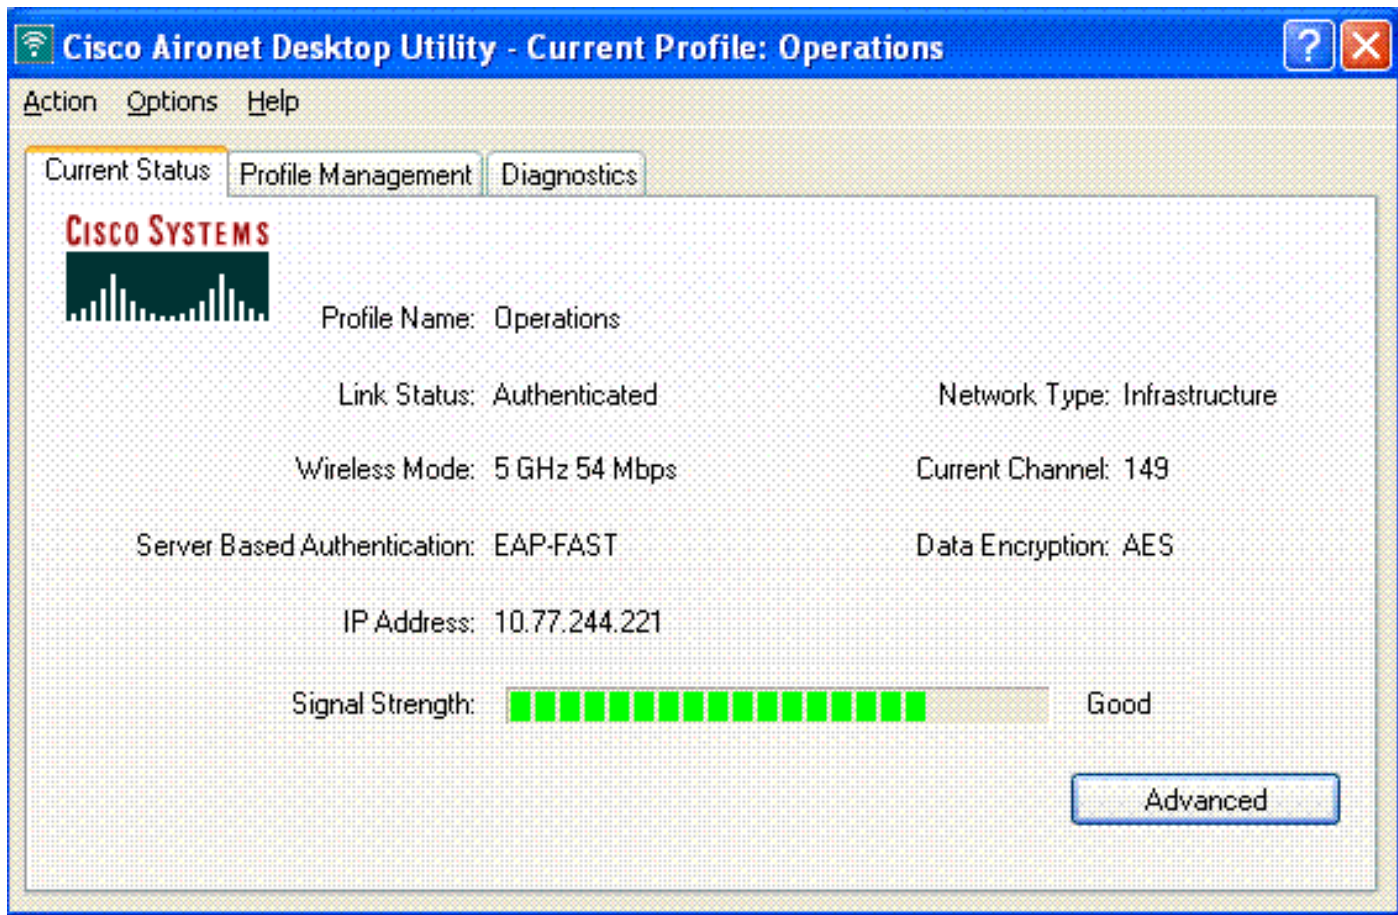 Cisco Aironet Desktop Utility - Current Profile: Operations
Action Options Help
Current Status Profile Management Diagnostics
CISCO SYSTEMS
Profile Name: Operations
Link Status: Authenticated Network Type: Infrastructure
Wireless Mode: 5 GHz 54 Mbps Current Channel: 149
Server Based Authentication: EAP-FAST Data Encryption: AES
IP Address: 10.77.244.221
Signal Strength: Good
Advanced